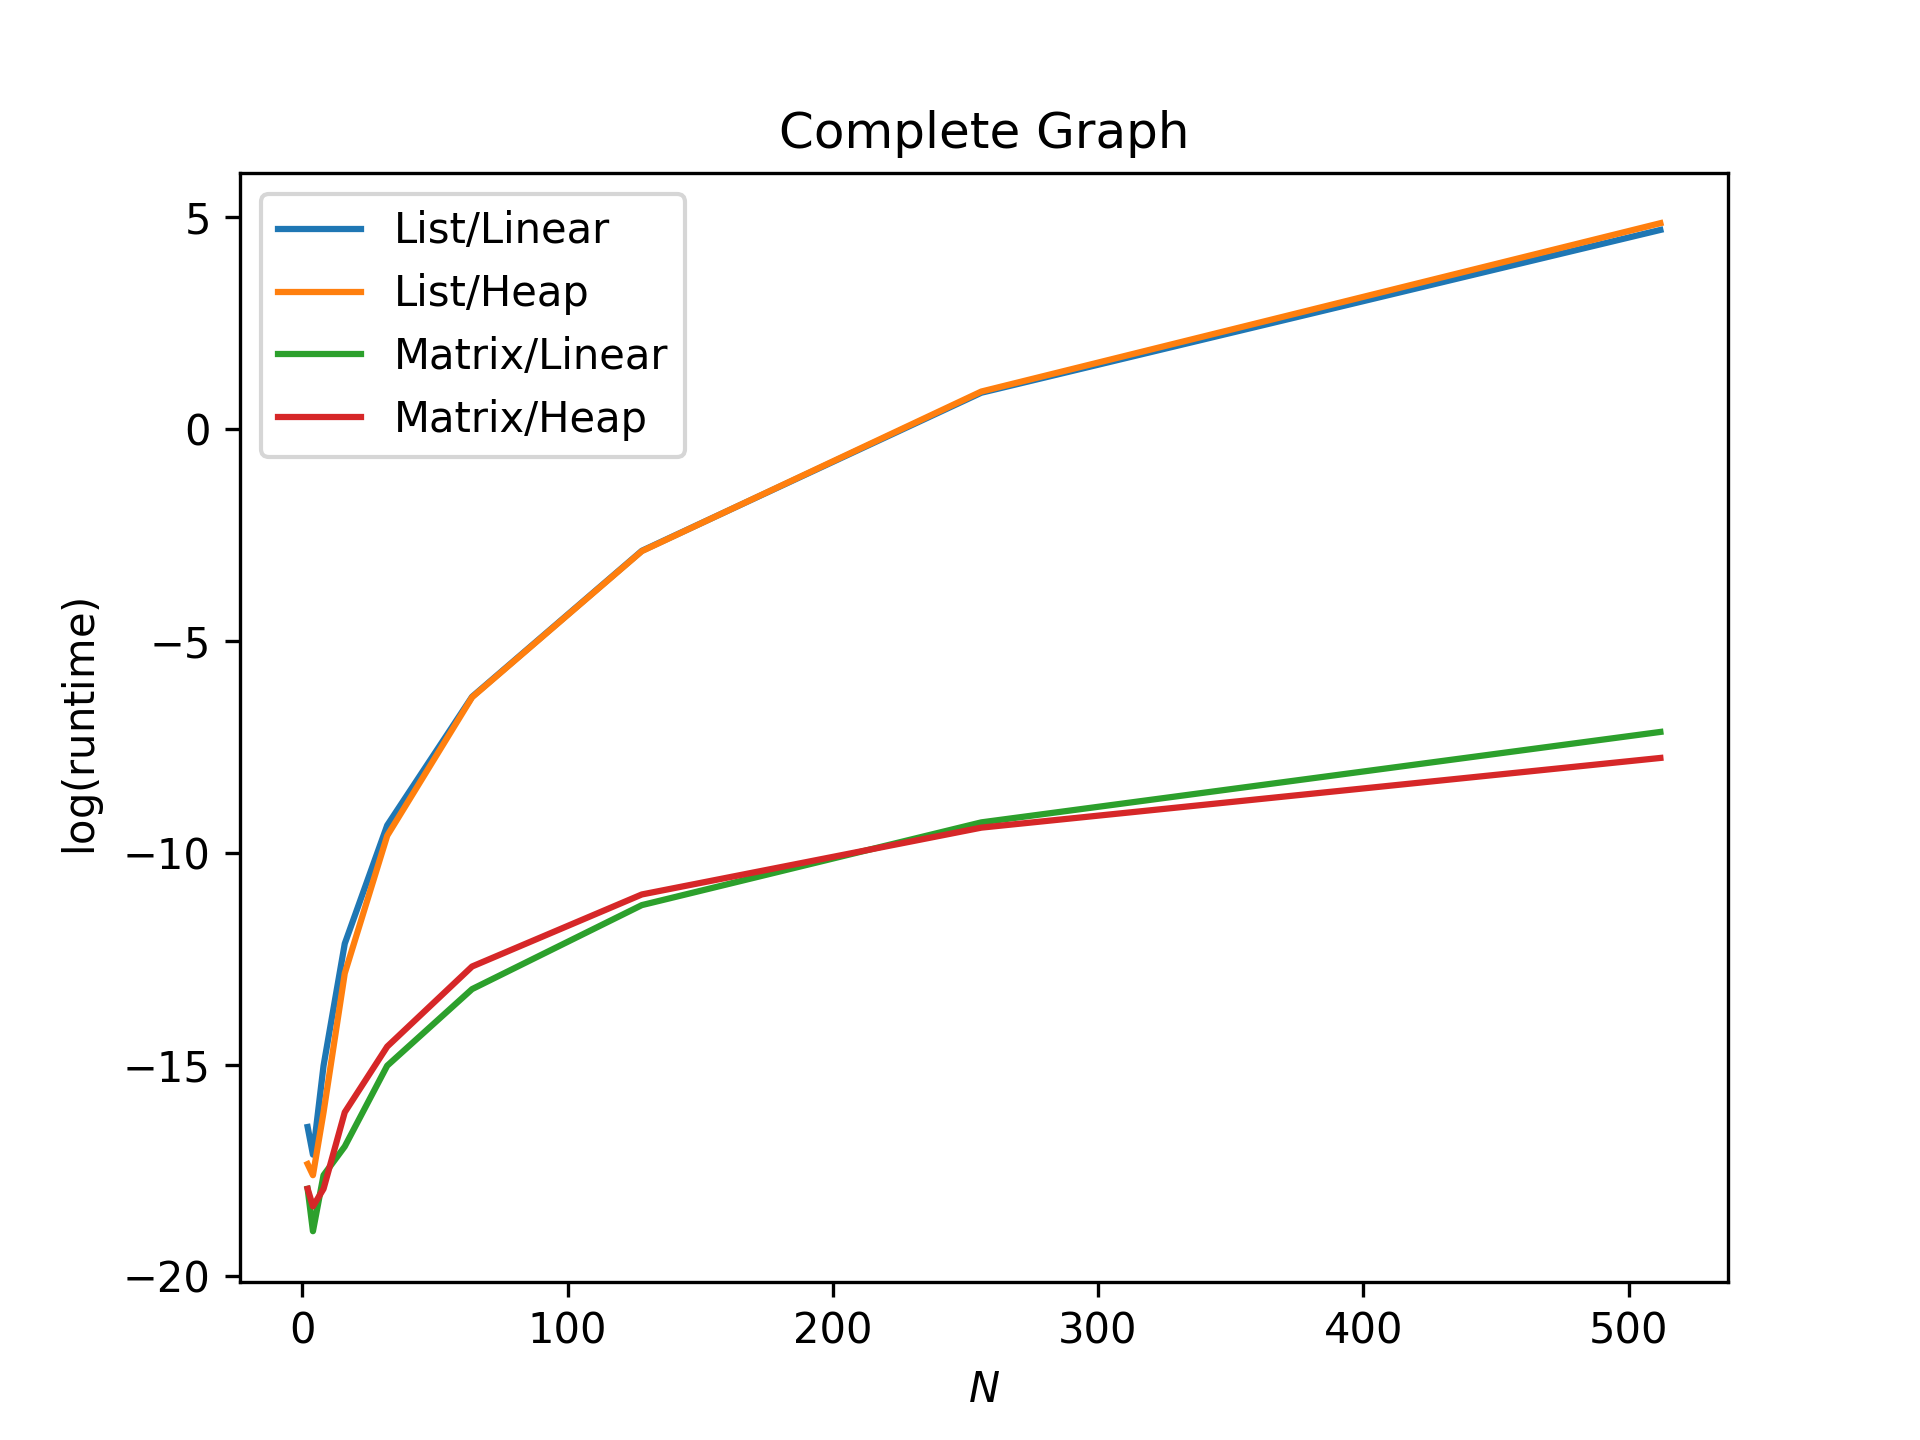 Complete Graph
List/Linear
List/Heap
Matrix/Linear
Matrix/Heap
5
0
−5
−10
−15
−20
log(runtime)
0 100 200 300 400 500
N